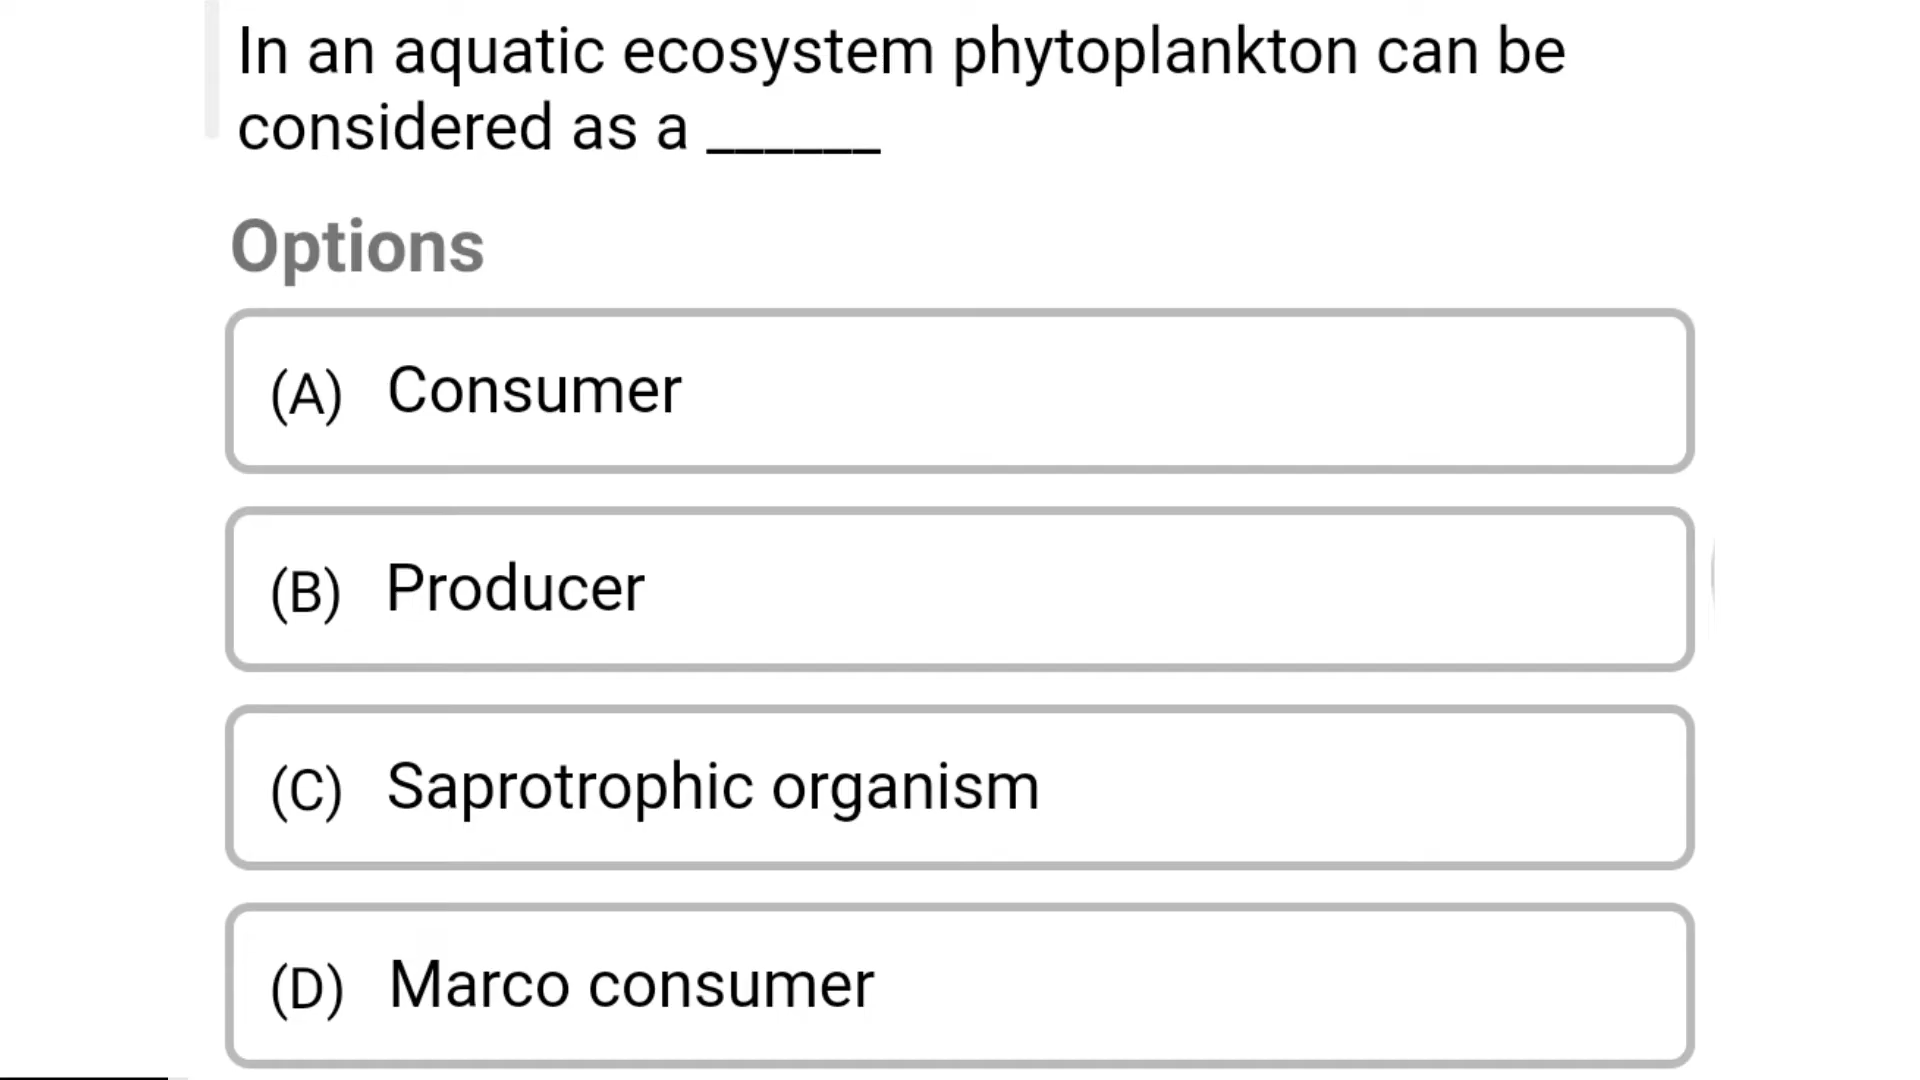 In an aquatic ecosystem phytoplankton can be
considered as a ______
Options
(A) Consumer
(B) Producer
(C) Saprotrophic organism
(D) Marco consumer